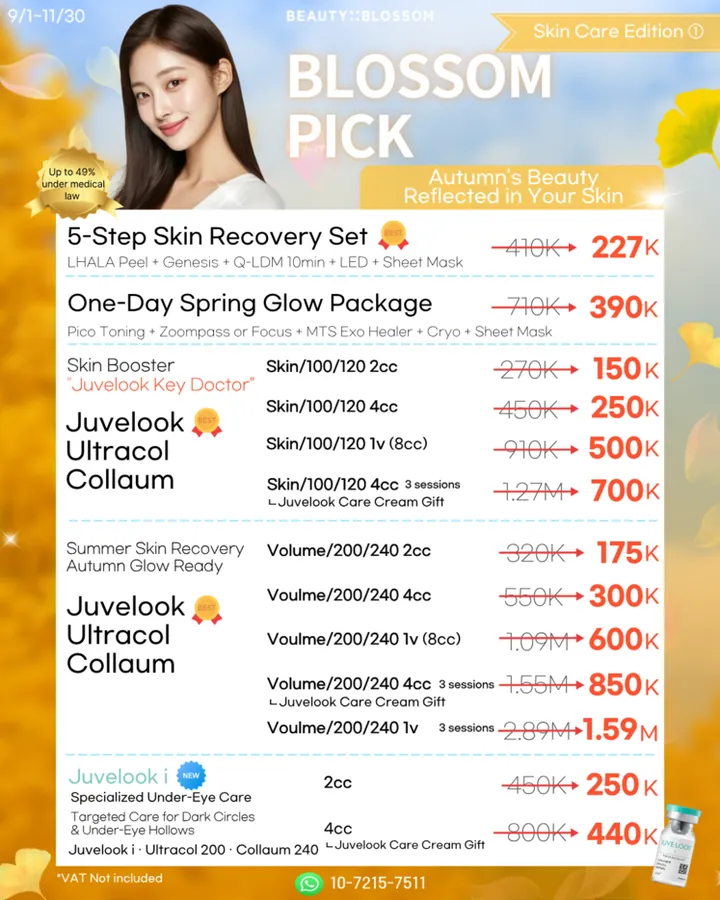 9/1-11/30
BEAUTY::BLOSSOM
Skin Care Edition ①
BLOSSOM
PICK
Up to 49%
under medical
law
Autumn's Beauty
Reflected in Your Skin
5-Step Skin Recovery Set BEST 410K 227K
LHALA Peel + Genesis + Q-LDM 10min + LED + Sheet Mask
One-Day Spring Glow Package 710K 390K
Pico Toning + Zoompass or Focus + MTS Exo Healer + Cryo + Sheet Mask
Skin Booster
"Juvelook Key Doctor"
Juvelook BEST
Ultracol
Collaum
Skin/100/120 2cc 270K 150K
Skin/100/120 4cc 450K 250K
Skin/100/120 1v (8cc) 910K 500K
Skin/100/120 4cc 3 sessions 1.27M 700K
ㄴJuvelook Care Cream Gift
Summer Skin Recovery
Autumn Glow Ready
Juvelook BEST
Ultracol
Collaum
Volume/200/240 2cc 320K 175K
Voulme/200/240 4cc 550K 300K
Voulme/200/240 1v (8cc) 1.09M 600K
Volume/200/240 4cc 3 sessions 1.55M 850K
ㄴJuvelook Care Cream Gift
Voulme/200/240 1v 3 sessions 2.89M 1.59M
Juvelook i NEW
Specialized Under-Eye Care
Targeted Care for Dark Circles
& Under-Eye Hollows
Juvelook i · Ultracol 200 · Collaum 240
2cc 450K 250K
4cc 800K 440K
ㄴJuvelook Care Cream Gift
JUVELOOK
*VAT Not included
10-7215-7511